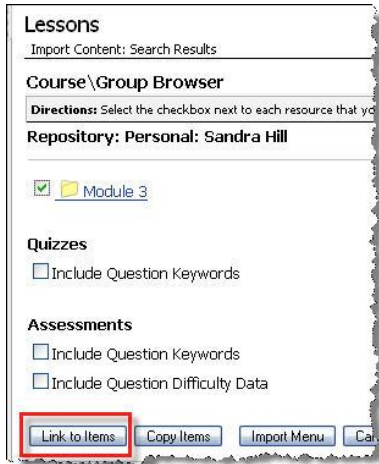 Lessons
Import Content: Search Results
Course\Group Browser
Directions: Select the checkbox next to each resource that
Repository: Personal: Sandra Hill
Module 3
Quizzes
Include Question Keywords
Assessments
Include Question Keywords
Include Question Difficulty Data
Link to Items Copy Items Import Menu